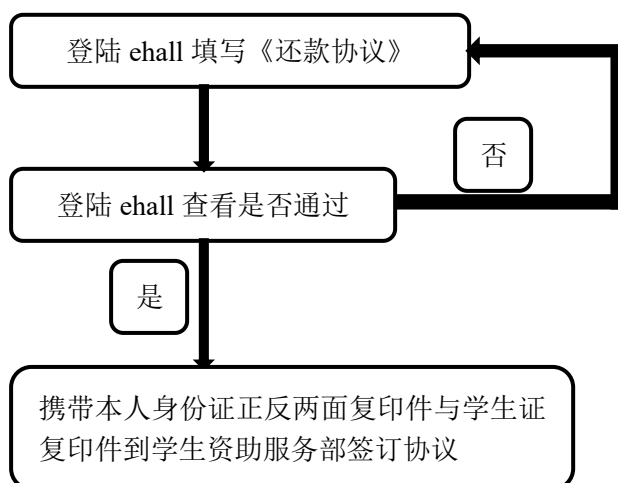 登陆 ehall 填写《还款协议》
否
登陆 ehall 查看是否通过
是
携带本人身份证正反两面复印件与学生证
复印件到学生资助服务部签订协议